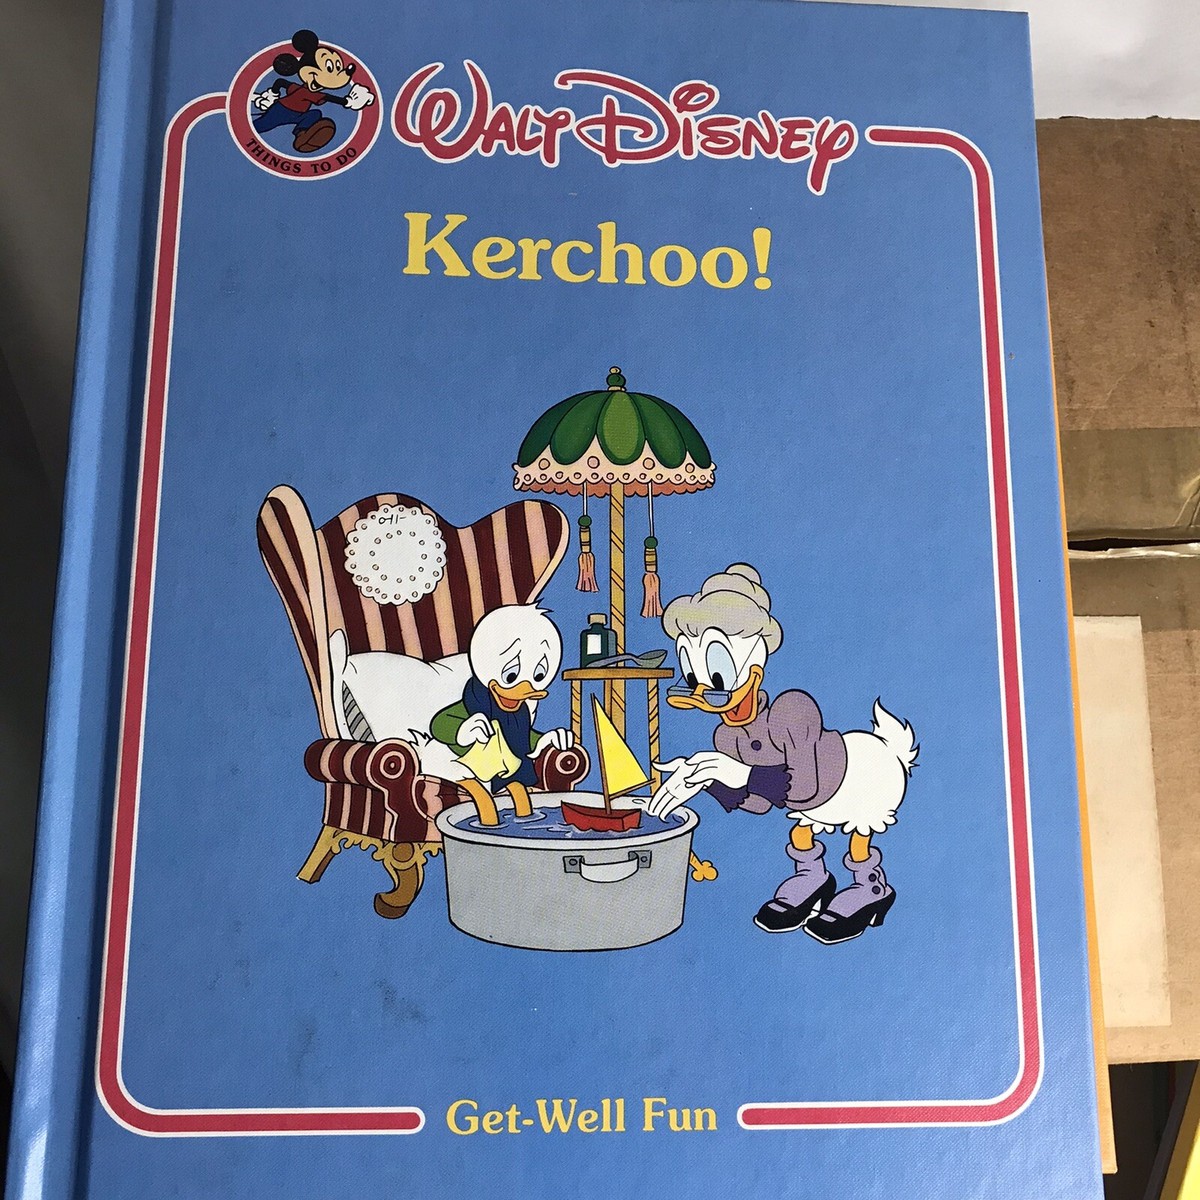 THINGS TO DO
WALT DISNEY
Kerchoo!
Get-Well Fun